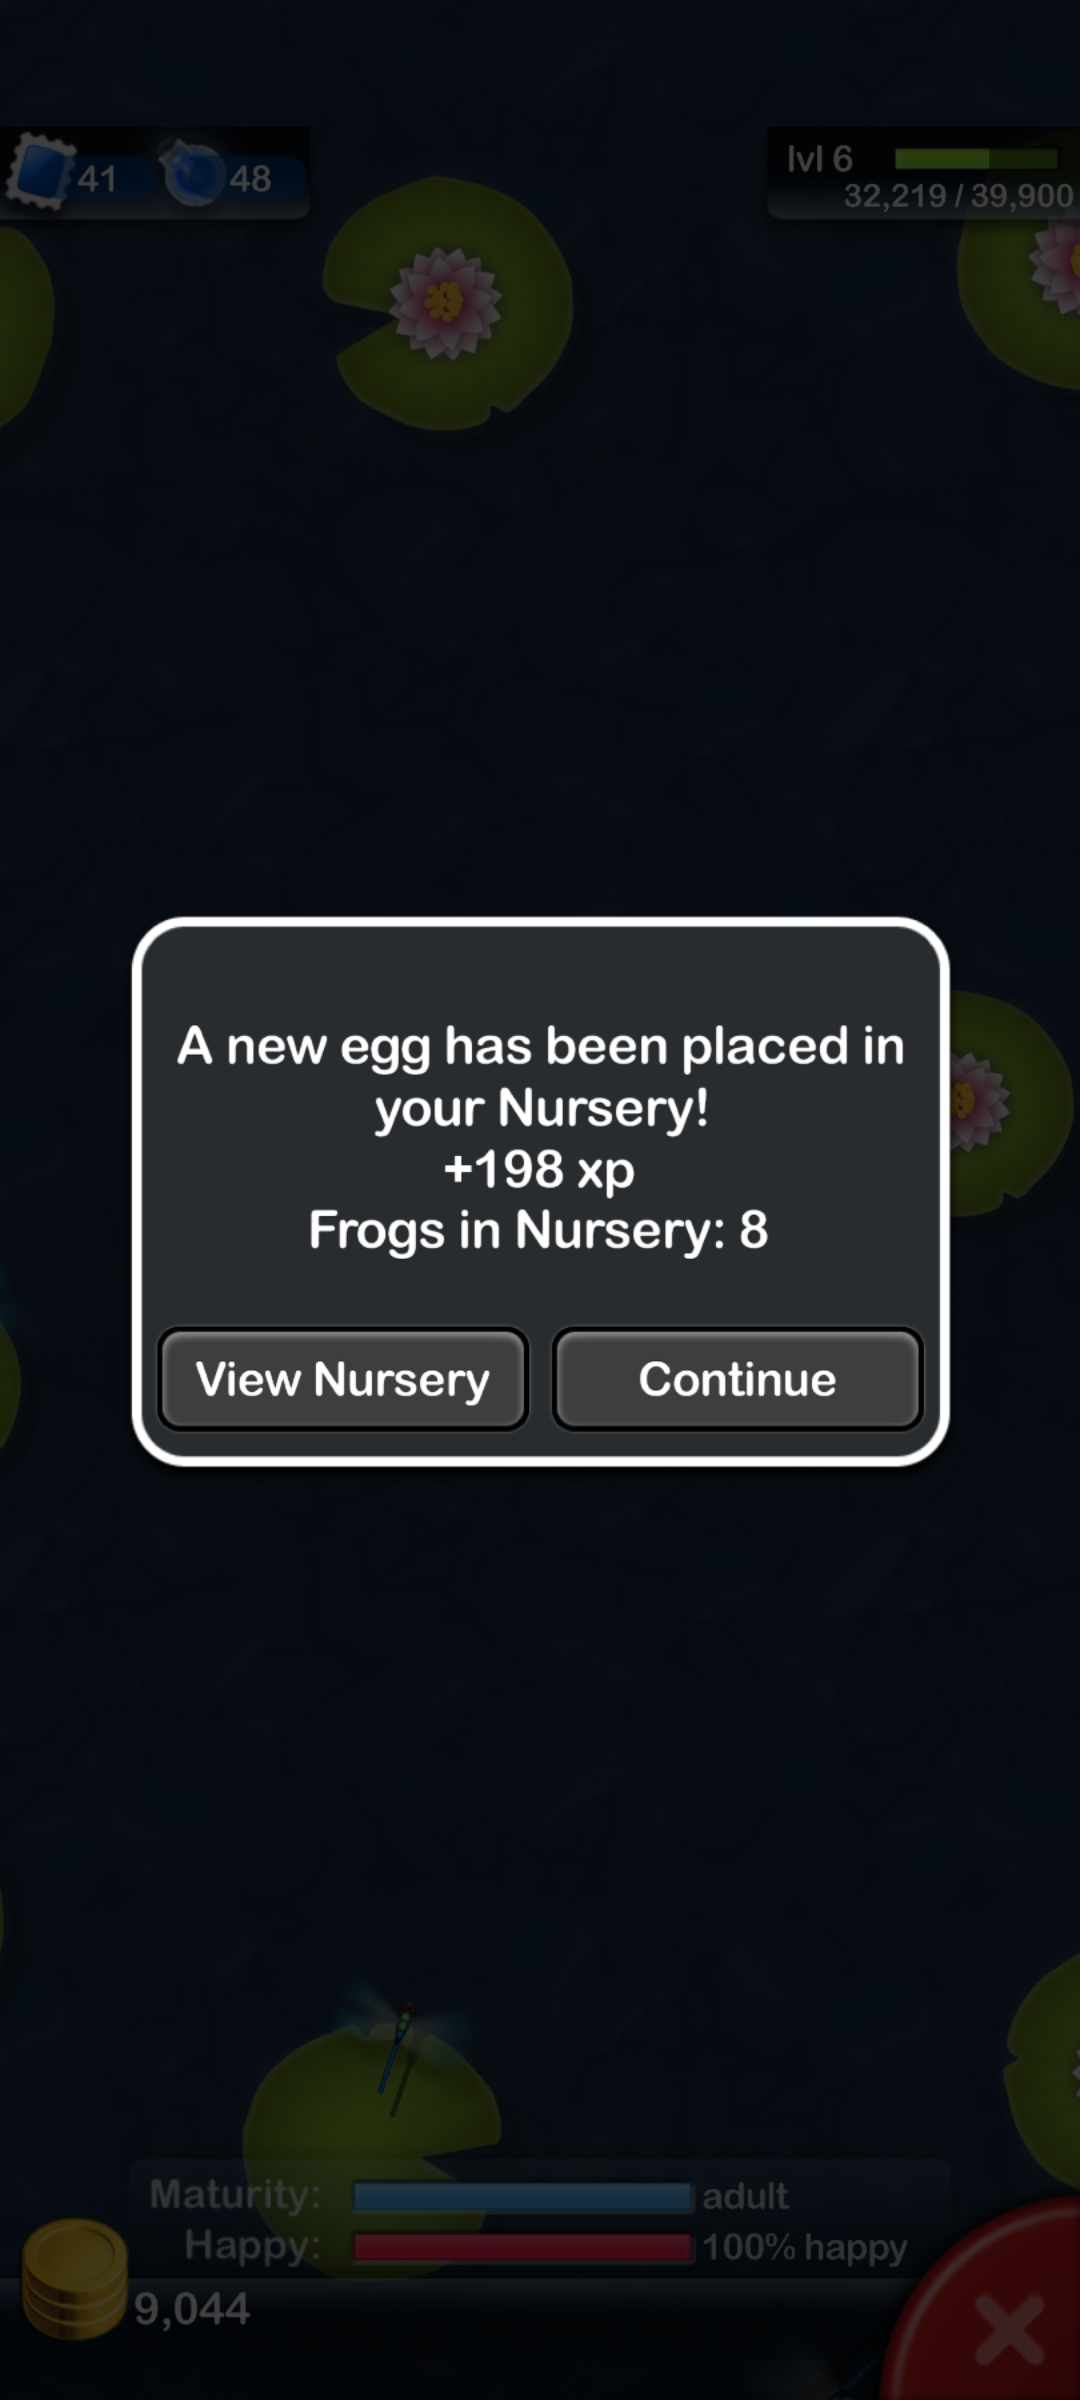 41 48 lvl 6
32,219 / 39,900
A new egg has been placed in
your Nursery!
+198 xp
Frogs in Nursery: 8
View Nursery Continue
Maturity: adult
Happy: 100% happy
9,044